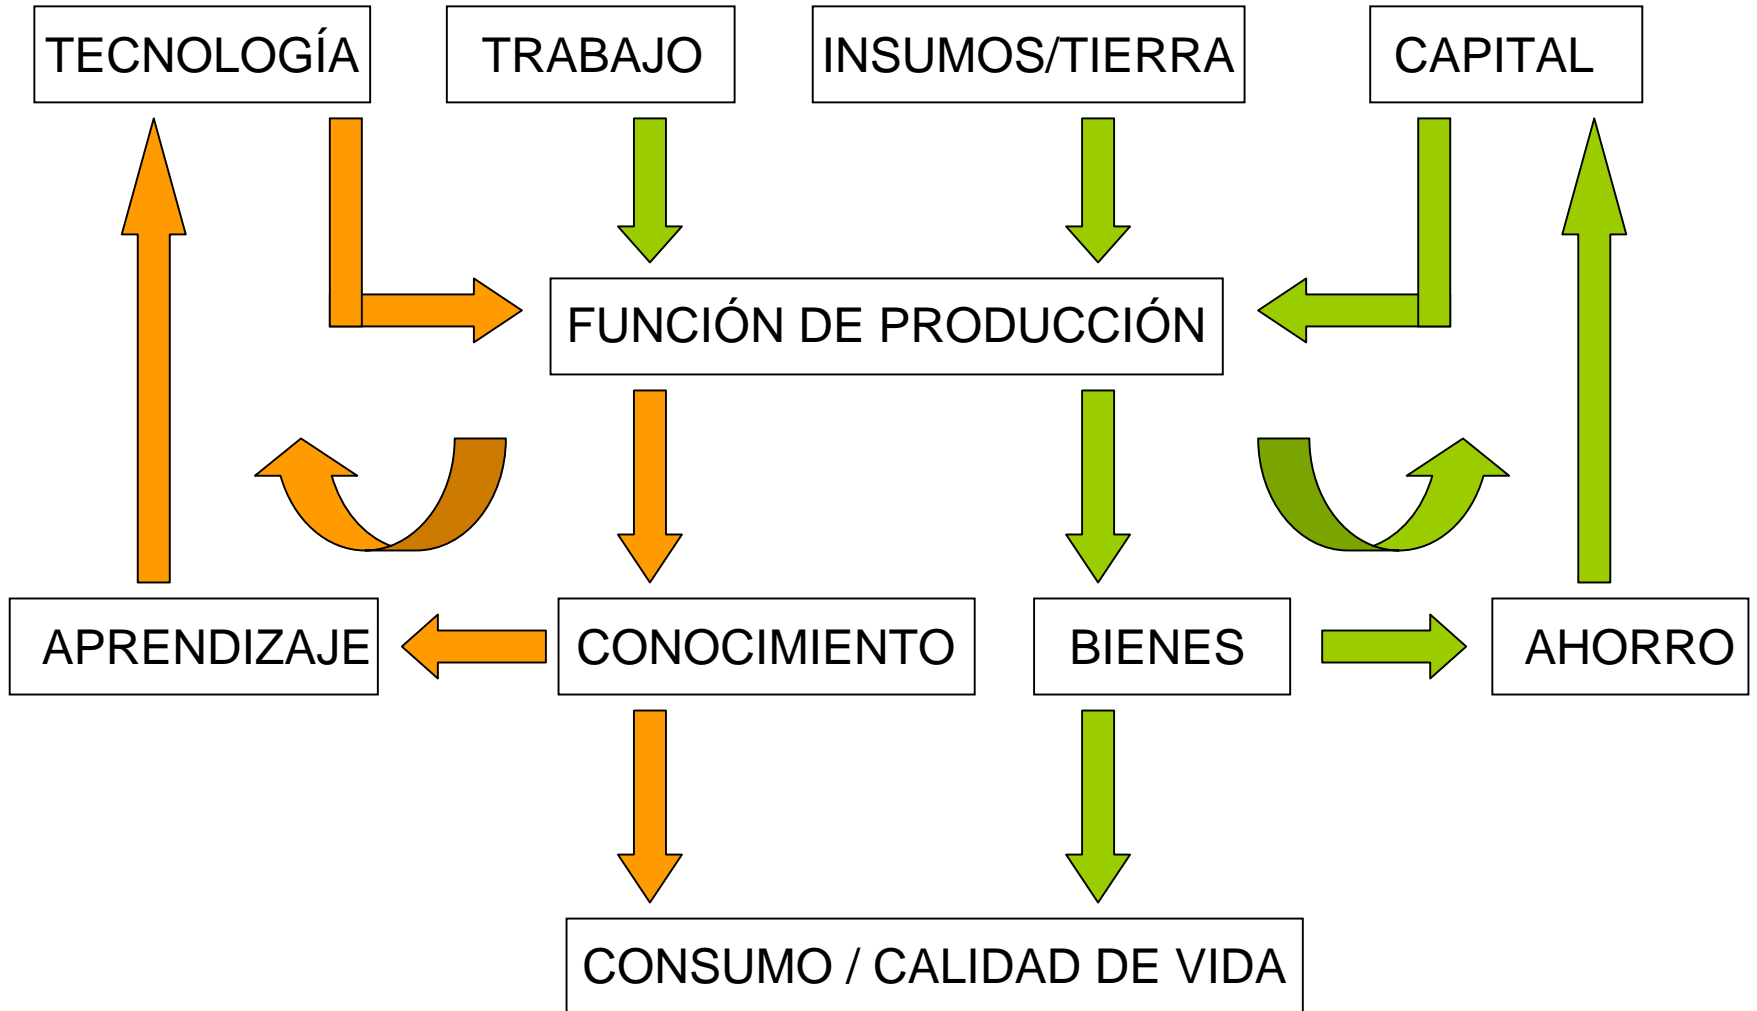 TECNOLOGÍA
TRABAJO
INSUMOS/TIERRA
CAPITAL
FUNCIÓN DE PRODUCCIÓN
APRENDIZAJE
CONOCIMIENTO
BIENES
AHORRO
CONSUMO / CALIDAD DE VIDA